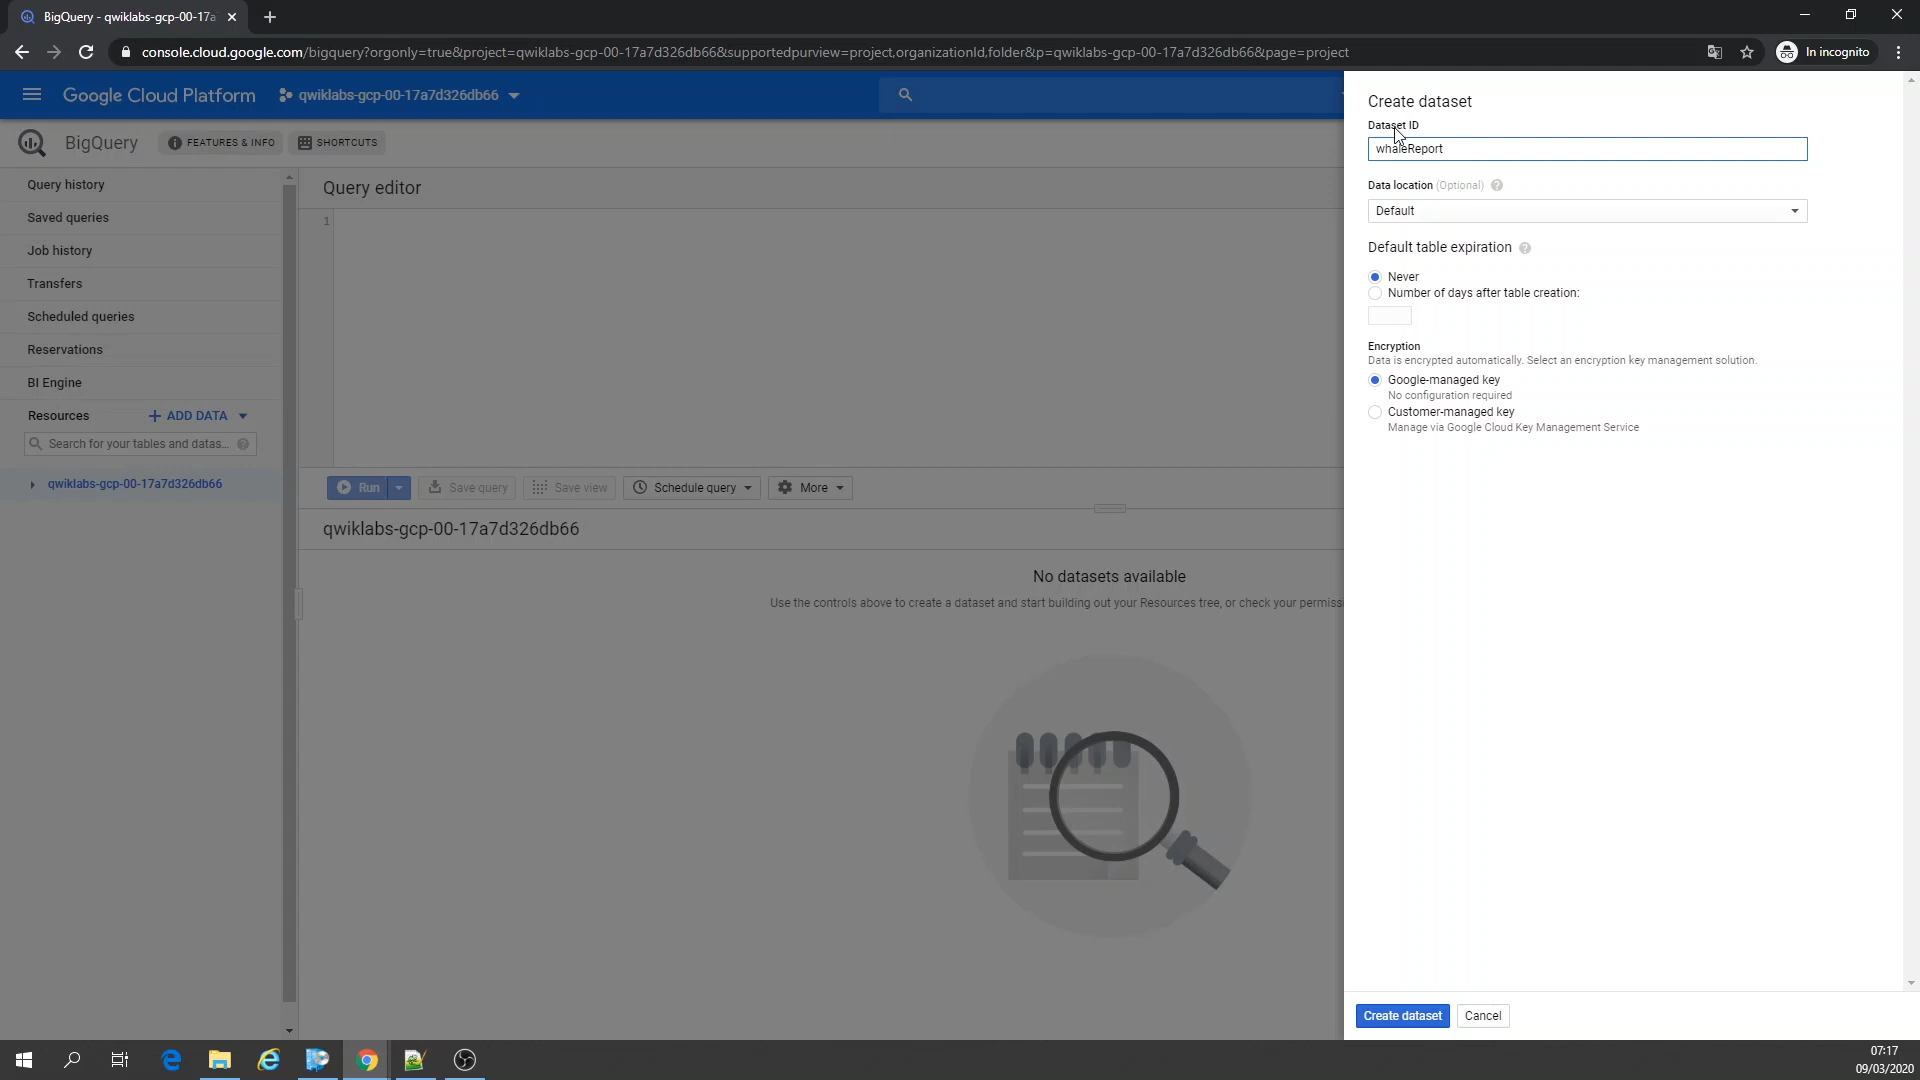 BigQuery - qwiklabs-gcp-00-17a
console.cloud.google.com/bigquery?orgonly=true&project=qwiklabs-gcp-00-17a7d326db66&supportedpurview=project,organizationId,folder&p=qwiklabs-gcp-00-17a7d326db66&page=project
In incognito
Google Cloud Platform
qwiklabs-gcp-00-17a7d326db66
BigQuery
FEATURES & INFO
SHORTCUTS
Query history
Saved queries
Job history
Transfers
Scheduled queries
Reservations
BI Engine
Resources
ADD DATA
Search for your tables and datas...
qwiklabs-gcp-00-17a7d326db66
Query editor
1
Run
Save query
Save view
Schedule query
More
qwiklabs-gcp-00-17a7d326db66
No datasets available
Use the controls above to create a dataset and start building out your Resources tree, or check your permiss
Create dataset
Dataset ID
whaleReport
Data location (Optional)
Default
Default table expiration
Never
Number of days after table creation:
Encryption
Data is encrypted automatically. Select an encryption key management solution.
Google-managed key
No configuration required
Customer-managed key
Manage via Google Cloud Key Management Service
Create dataset
Cancel
07:17
09/03/2020